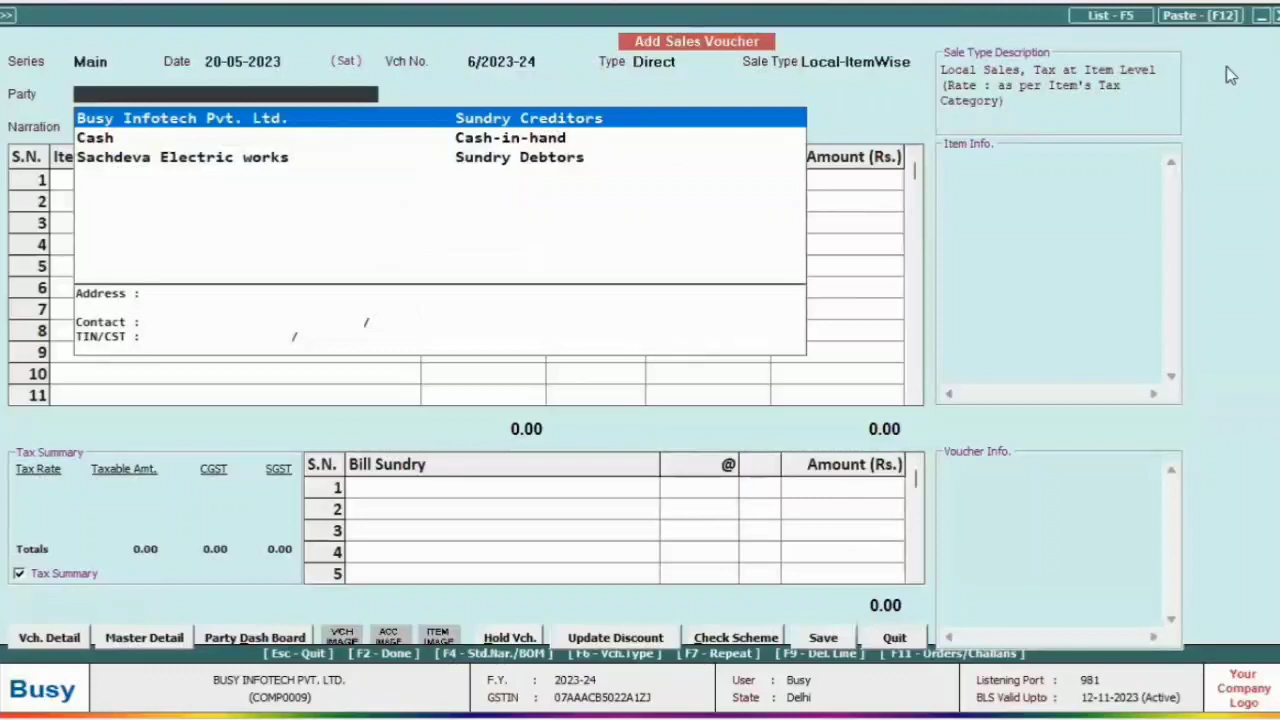 >> List - F5 Paste - [F12]
Add Sales Voucher
Series Main Date 20-05-2023 (Sat) Vch No. 6/2023-24 Type Direct Sale Type Local-ItemWise
Party
Busy Infotech Pvt. Ltd. Sundry Creditors
Cash Cash-in-hand
Sachdeva Electric works Sundry Debtors
Address :
Contact : /
TIN/CST : /
Narration
S.N. Ite Amount (Rs.)
1
2
3
4
5
6
7
8
9
10
11
0.00 0.00
Sale Type Description
Local Sales, Tax at Item Level
(Rate : as per Item's Tax
Category)
Item Info.
Tax Summary
Tax Rate Taxable Amt. CGST SGST
Totals 0.00 0.00 0.00
Tax Summary
S.N. Bill Sundry @ Amount (Rs.)
1
2
3
4
5
0.00
Voucher Info.
Vch. Detail Master Detail Party Dash Board VCH IMAGE ACC IMAGE ITEM IMAGE Hold Vch. Update Discount Check Scheme Save Quit
[ Esc - Quit ] [ F2 - Done ] [ F4 - Std.Nar./BOM ] [ F6 - Vch.Type ] [ F7 - Repeat ] [ F9 - Del. Line ] [ F11 - Orders/Challans ]
Busy
BUSY INFOTECH PVT. LTD.
(COMP0009)
F.Y. : 2023-24
GSTIN : 07AAACB5022A1ZJ
User : Busy
State : Delhi
Listening Port : 981
BLS Valid Upto : 12-11-2023 (Active)
Your
Company
Logo